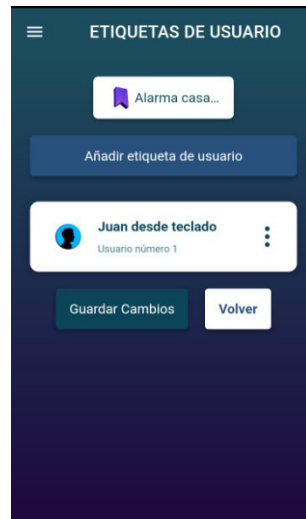 ETIQUETAS DE USUARIO
Alarma casa...
Añadir etiqueta de usuario
Juan desde teclado
Usuario número 1
Guardar Cambios
Volver